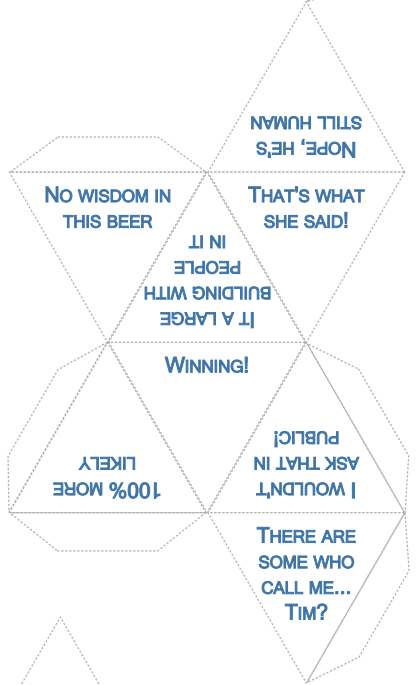 NOPE, HE'S
STILL HUMAN
NO WISDOM IN
THIS BEER
THAT'S WHAT
SHE SAID!
IT A LARGE
BUILDING WITH
PEOPLE
IN IT
WINNING!
100% MORE
LIKELY
I WOULDN'T
ASK THAT IN
PUBLIC!
THERE ARE
SOME WHO
CALL ME...
TIM?